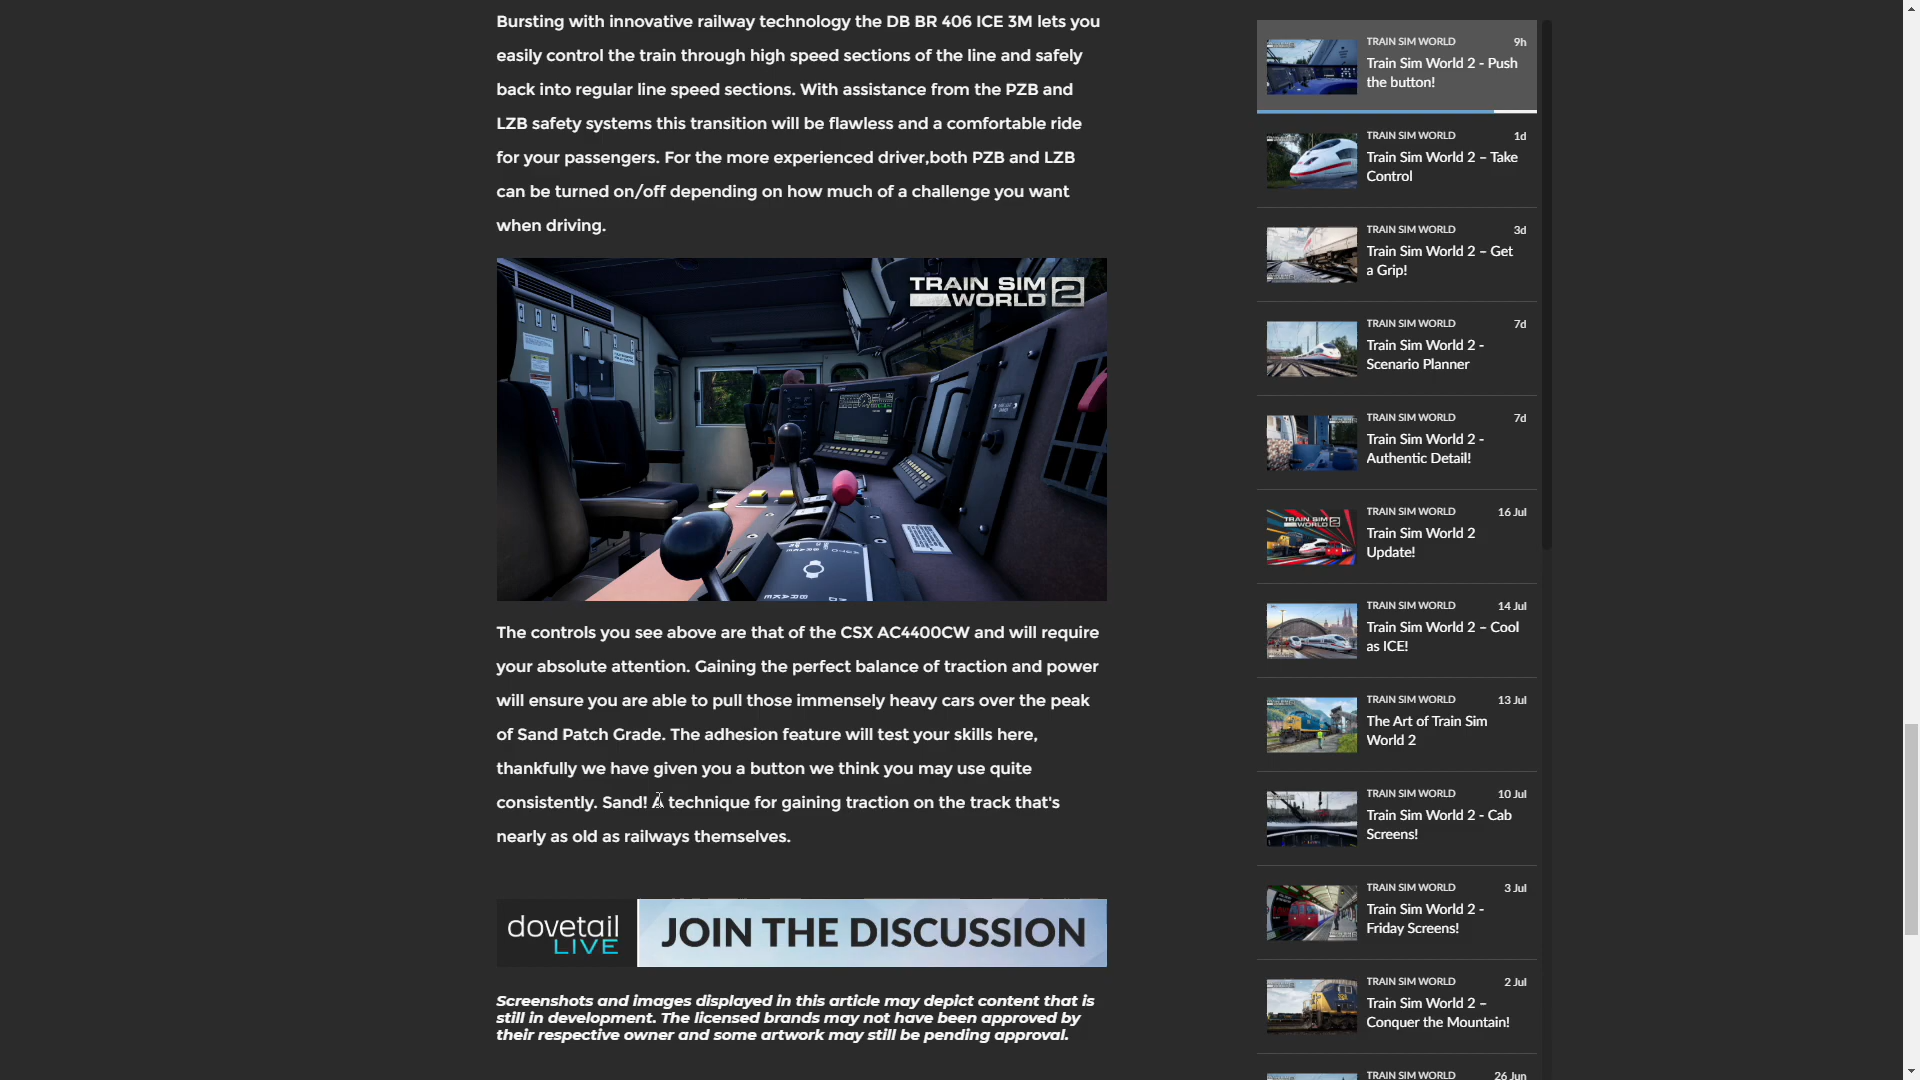 Bursting with innovative railway technology the DB BR 406 ICE 3M lets you
easily control the train through high speed sections of the line and safely
back into regular line speed sections. With assistance from the PZB and
LZB safety systems this transition will be flawless and a comfortable ride
for your passengers. For the more experienced driver,both PZB and LZB
can be turned on/off depending on how much of a challenge you want
when driving.
TRAIN SIM
WORLD 2
The controls you see above are that of the CSX AC4400CW and will require
your absolute attention. Gaining the perfect balance of traction and power
will ensure you are able to pull those immensely heavy cars over the peak
of Sand Patch Grade. The adhesion feature will test your skills here,
thankfully we have given you a button we think you may use quite
consistently. Sand! A technique for gaining traction on the track that's
nearly as old as railways themselves.
dovetail
LIVE
JOIN THE DISCUSSION
Screenshots and images displayed in this article may depict content that is
still in development. The licensed brands may not have been approved by
their respective owner and some artwork may still be pending approval.
TRAIN SIM WORLD 9h
Train Sim World 2 - Push
the button!
TRAIN SIM WORLD 1d
Train Sim World 2 – Take
Control
TRAIN SIM WORLD 3d
Train Sim World 2 – Get
a Grip!
TRAIN SIM WORLD 7d
Train Sim World 2 -
Scenario Planner
TRAIN SIM WORLD 7d
Train Sim World 2 -
Authentic Detail!
TRAIN SIM WORLD 16 Jul
Train Sim World 2
Update!
TRAIN SIM
WORLD 2
TRAIN SIM WORLD 14 Jul
Train Sim World 2 – Cool
as ICE!
TRAIN SIM WORLD 13 Jul
The Art of Train Sim
World 2
TRAIN SIM WORLD 10 Jul
Train Sim World 2 - Cab
Screens!
TRAIN SIM WORLD 3 Jul
Train Sim World 2 -
Friday Screens!
TRAIN SIM WORLD 2 Jul
Train Sim World 2 –
Conquer the Mountain!
TRAIN SIM WORLD 26 Jun